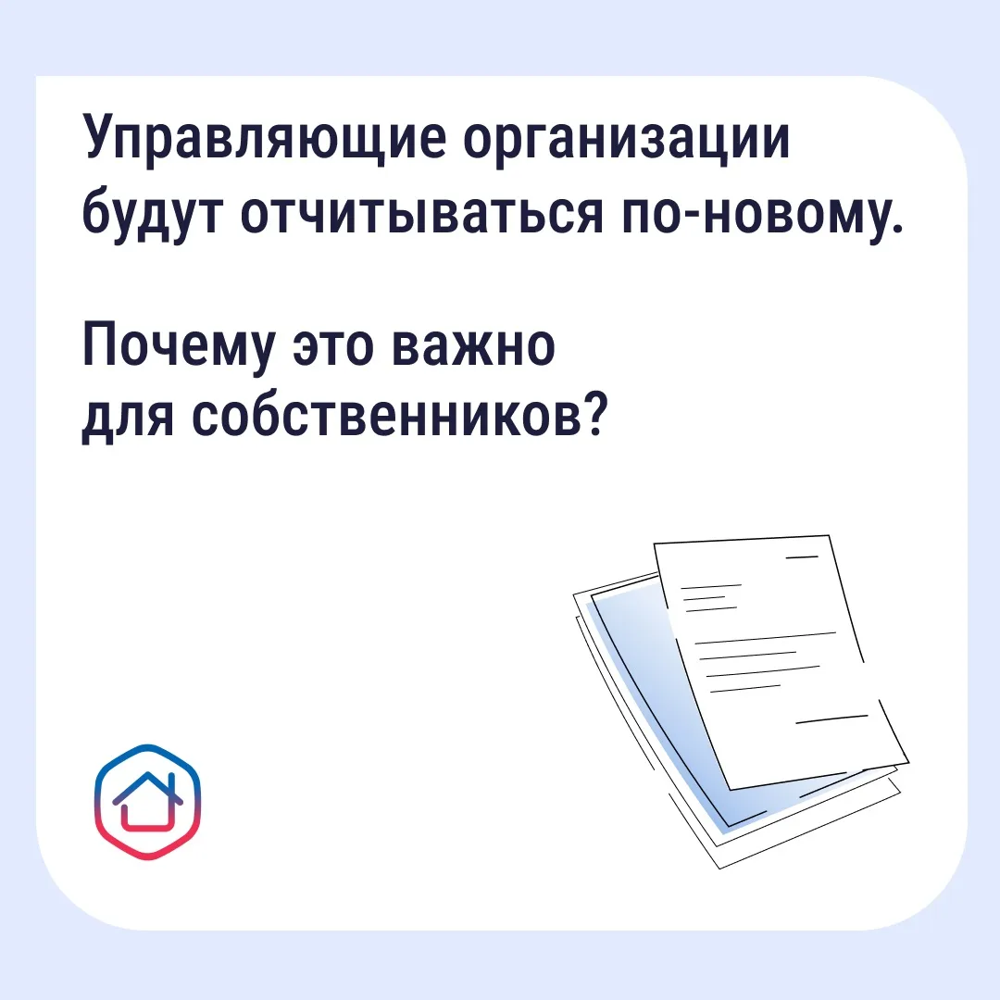 Управляющие организации
будут отчитываться по-новому.
Почему это важно
для собственников?